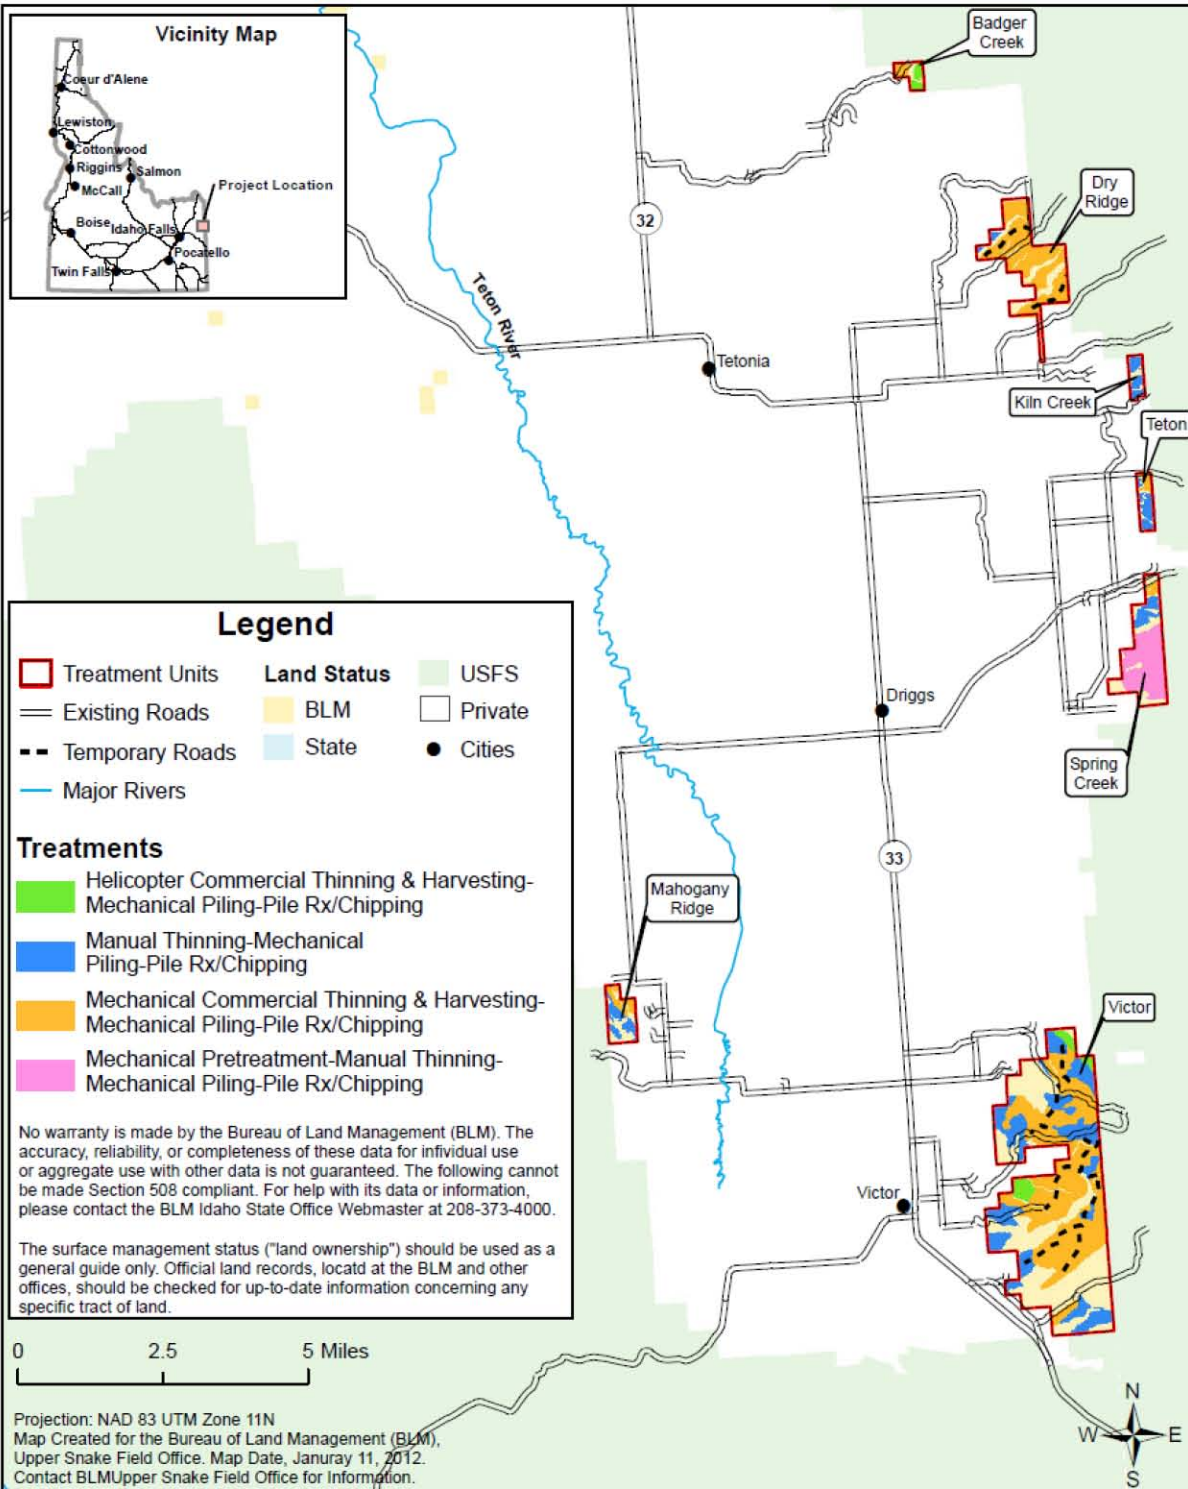 Vicinity Map
Coeur d'Alene
Lewiston
Cottonwood
Riggins
Salmon
McCall
Project Location
Boise
Idaho Falls
Pocatello
Twin Falls
Badger
Creek
Dry
Ridge
32
Teton River
Tetonia
Kiln Creek
Teton
Legend
Treatment Units
Existing Roads
Temporary Roads
Major Rivers
Land Status
BLM
State
USFS
Private
Cities
Treatments
Helicopter Commercial Thinning & Harvesting-
Mechanical Piling-Pile Rx/Chipping
Manual Thinning-Mechanical
Piling-Pile Rx/Chipping
Mechanical Commercial Thinning & Harvesting-
Mechanical Piling-Pile Rx/Chipping
Mechanical Pretreatment-Manual Thinning-
Mechanical Piling-Pile Rx/Chipping
No warranty is made by the Bureau of Land Management (BLM). The
accuracy, reliability, or completeness of these data for infividual use
or aggregate use with other data is not guaranteed. The following cannot
be made Section 508 compliant. For help with its data or information,
please contact the BLM Idaho State Office Webmaster at 208-373-4000.
The surface management status ("land ownership") should be used as a
general guide only. Official land records, locatd at the BLM and other
offices, should be checked for up-to-date information concerning any
specific tract of land.
Driggs
Spring
Creek
33
Mahogany
Ridge
Victor
Victor
0 2.5 5 Miles
Projection: NAD 83 UTM Zone 11N
Map Created for the Bureau of Land Management (BLM),
Upper Snake Field Office. Map Date, Januray 11, 2012.
Contact BLMUpper Snake Field Office for Information.
N
W E
S